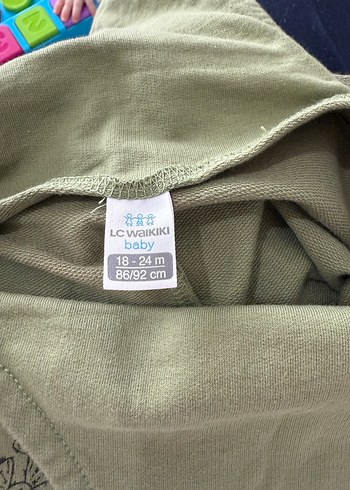 N
LC WAIKIKI
baby
18 - 24 m
86/92 cm